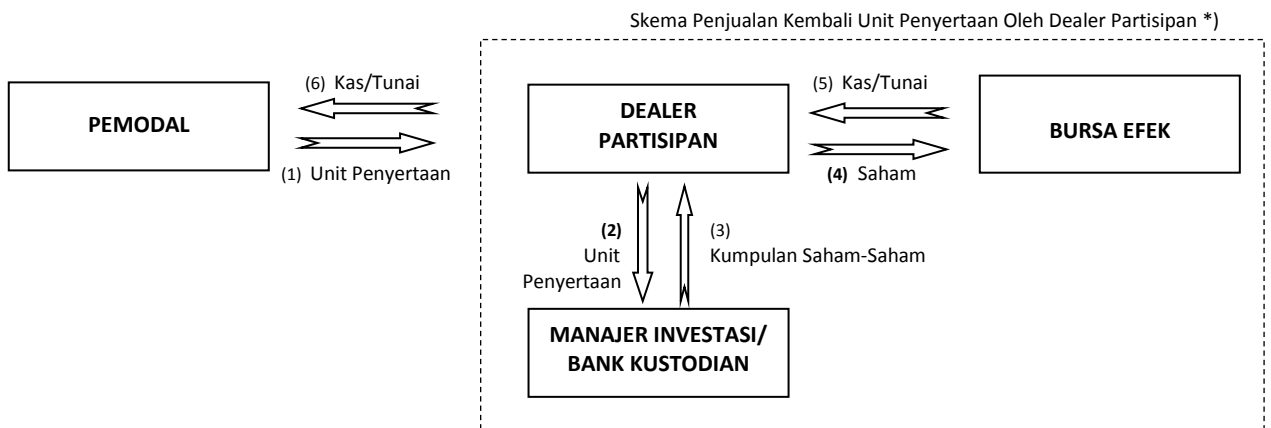 Skema Penjualan Kembali Unit Penyertaan Oleh Dealer Partisipan *)
(6) Kas/Tunai
(5) Kas/Tunai
PEMODAL
DEALER
PARTISIPAN
BURSA EFEK
(1) Unit Penyertaan
(4) Saham
(2)
Unit
Penyertaan
(3)
Kumpulan Saham-Saham
MANAJER INVESTASI/
BANK KUSTODIAN